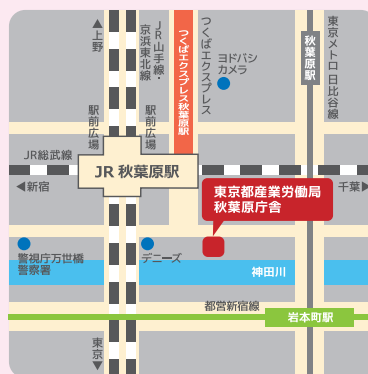 ▲上野
JR山手線・
京浜東北線
つくばエクスプレス秋葉原駅
つくばエクスプレス
ヨドバシ
カメラ
秋葉原駅
東京メトロ日比谷線
駅前広場
駅前広場
JR総武線
JR 秋葉原駅
◀新宿
千葉▶
東京都産業労働局
秋葉原庁舎
警視庁万世橋
警察署
デニーズ
神田川
都営新宿線
岩本町駅
東京▼